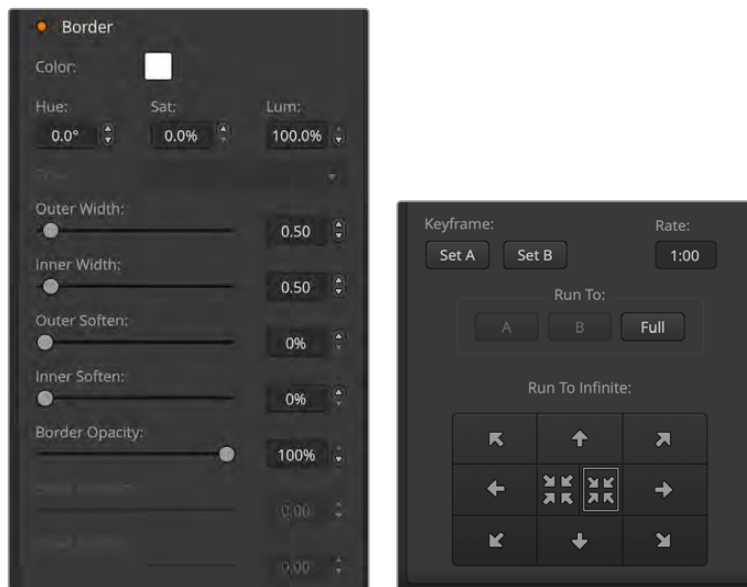 Border
Color:
Hue: Sat: Lum:
0.0° 0.0% 100.0%
Outer Width:
0.50
Inner Width:
0.50
Outer Soften:
0%
Inner Soften:
0%
Border Opacity:
100%
0.00
0.00
Keyframe: Rate:
Set A Set B 1:00
Run To:
A B Full
Run To Infinite: